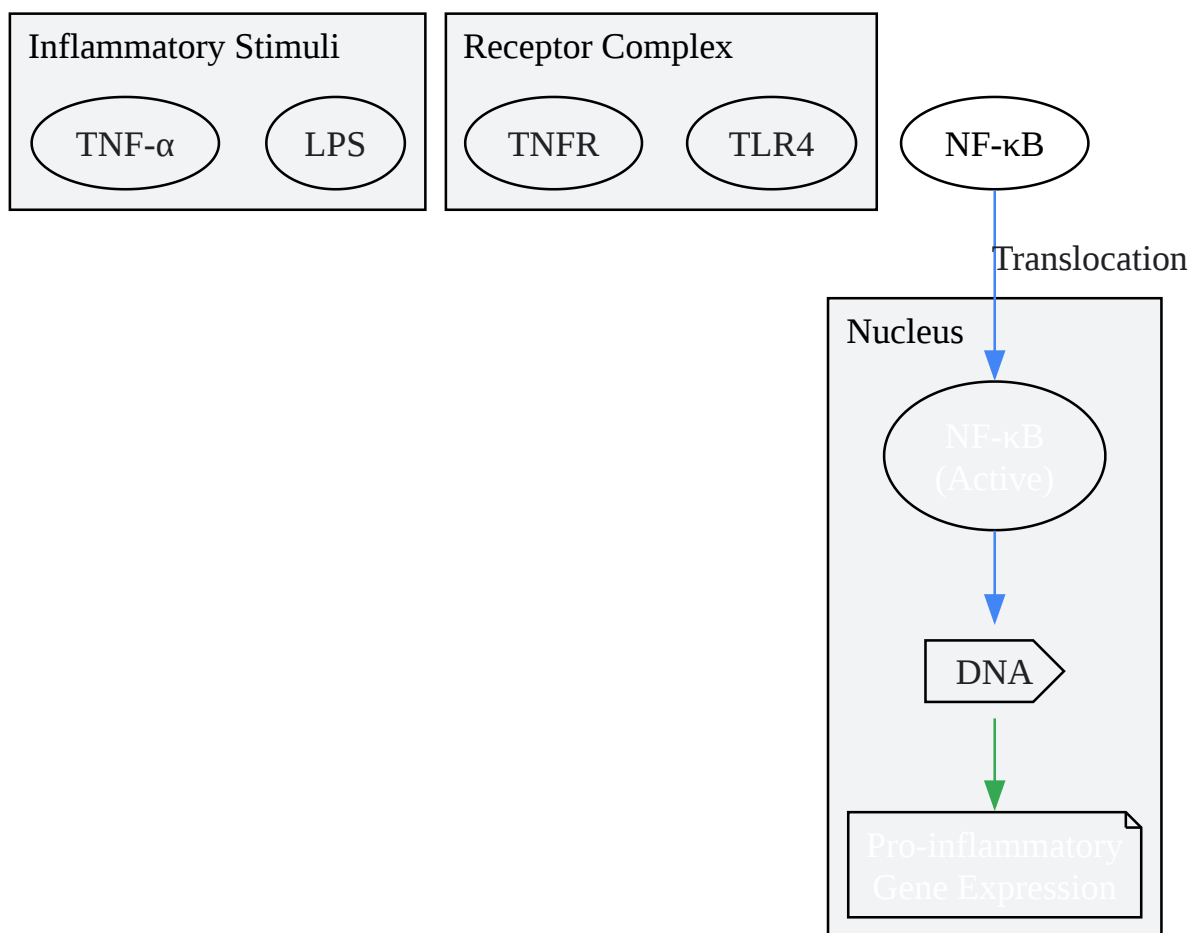 Inflammatory Stimuli
TNF-α
LPS
Receptor Complex
TNFR
TLR4
NF-κB
Translocation
Nucleus
NF-κB
(Active)
DNA
Pro-inflammatory
Gene Expression